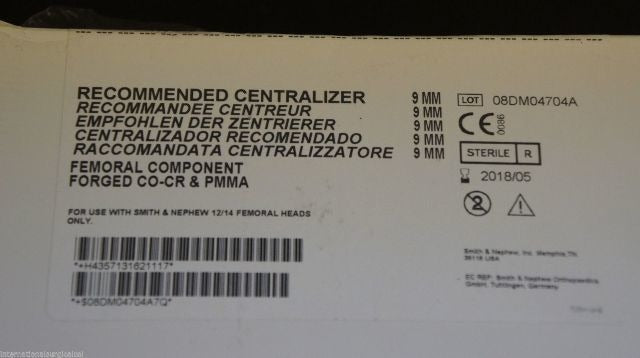 RECOMMENDED CENTRALIZER 9 MM
RECOMMANDEE CENTREUR 9 MM
EMPFOHLEN DER ZENTRIERER 9 MM
CENTRALIZADOR RECOMENDADO 9 MM
RACCOMANDATA CENTRALIZZATORE 9 MM
FEMORAL COMPONENT
FORGED CO-CR & PMMA
FOR USE WITH SMITH & NEPHEW 12/14 FEMORAL HEADS
ONLY.
*+H4357131621117*
*+$08DM04704A7Q*
LOT 08DM04704A
CE 0086
STERILE R
2018/05
2
Smith & Nephew, Inc. Memphis, TN
38116 USA
EC REP: Smith & Nephew Orthopaedics
GmbH, Tuttlingen, Germany